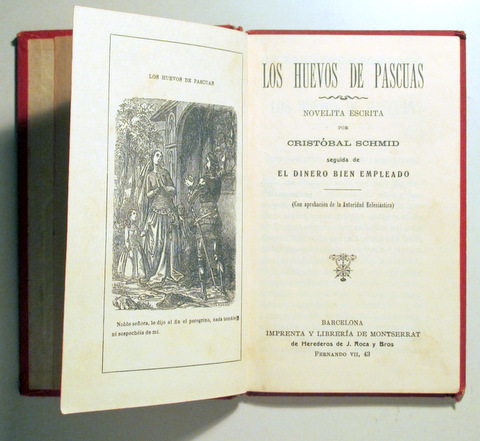 LOS HUEVOS DE PASCUAS
Noble señora, le dijo al fin el peregrino, nada temáis
ni sospechéis de mí.
LOS HUEVOS DE PASCUAS
NOVELITA ESCRITA
POR
CRISTÓBAL SCHMID
seguida de
EL DINERO BIEN EMPLEADO
(Con aprobación de la Autoridad Eclesiástica)
BARCELONA
IMPRENTA Y LIBRERÍA DE MONTSERRAT
de Herederos de J. Roca y Bros
FERNANDO VII, 43